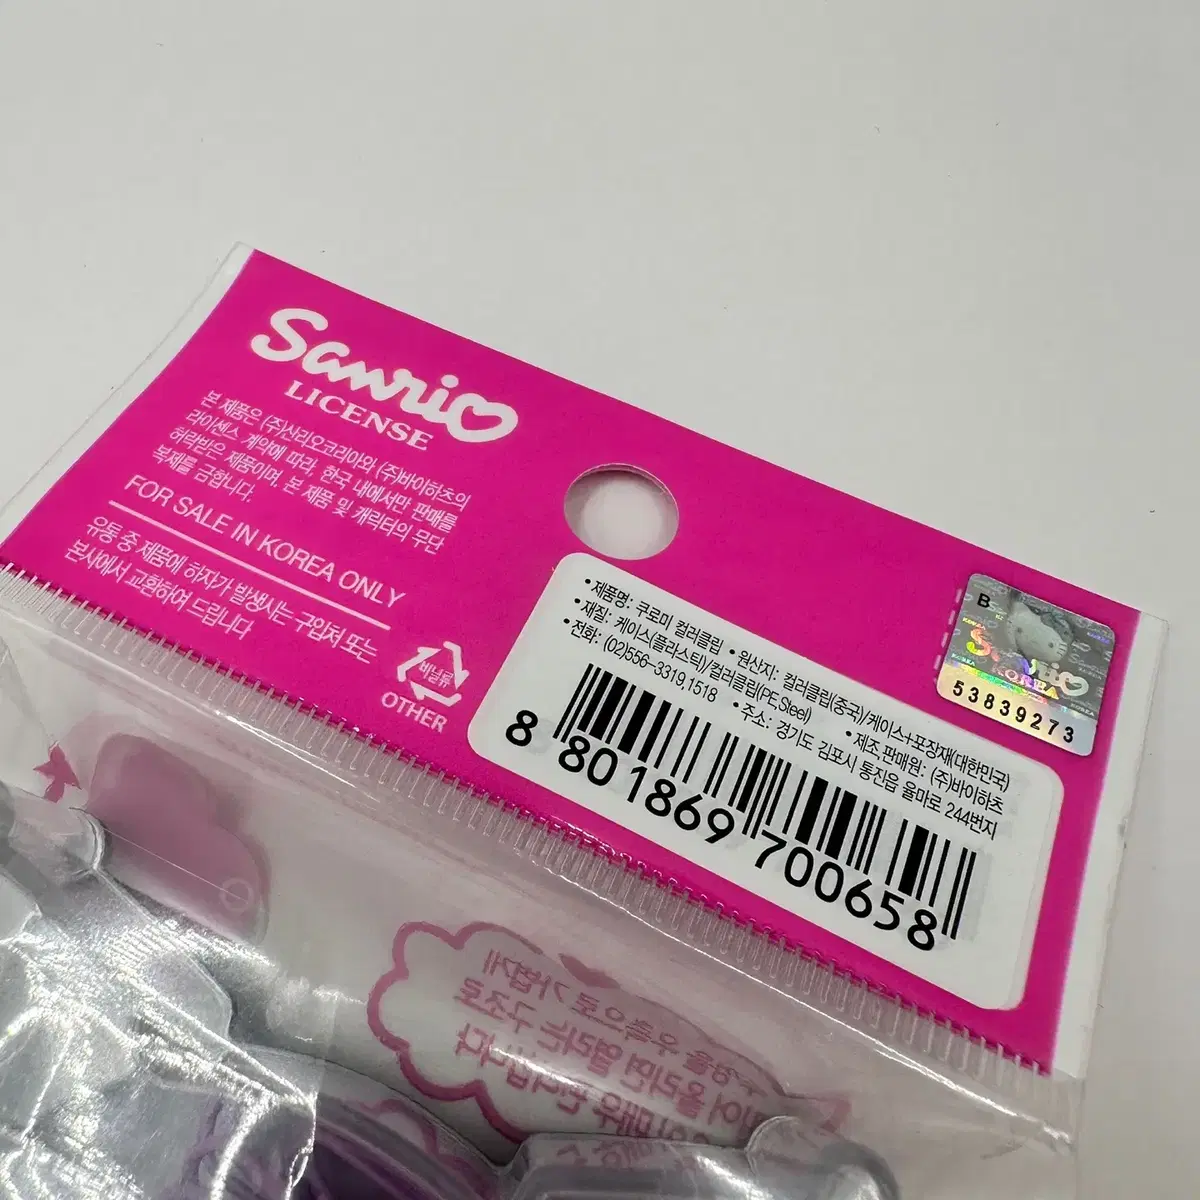 Sanrio
LICENSE
본 제품은 (주)산리오코리아와 (주)바이하츠의
라이센스 계약에 따라, 한국 내에서만 판매를
허락받은 제품이며, 본 제품 및 캐릭터의 무단
복제를 금합니다.
FOR SALE IN KOREA ONLY
유통 중 제품에 하자가 발생시는 구입처 또는
본사에서 교환하여 드립니다
비닐류
OTHER
•제품명: 쿠로미 컬러클립 •원산지: 컬러클립(중국)/케이스+포장재(대한민국)
•재질: 케이스(플라스틱)/컬러클립(PE,Steel) •제조,판매원: (주)바이하츠
•전화: (02)556-3319,1518 •주소: 경기도 김포시 통진읍 율마로 244번지
8 801869 700658
B
Sanrio
KOREA
53839273